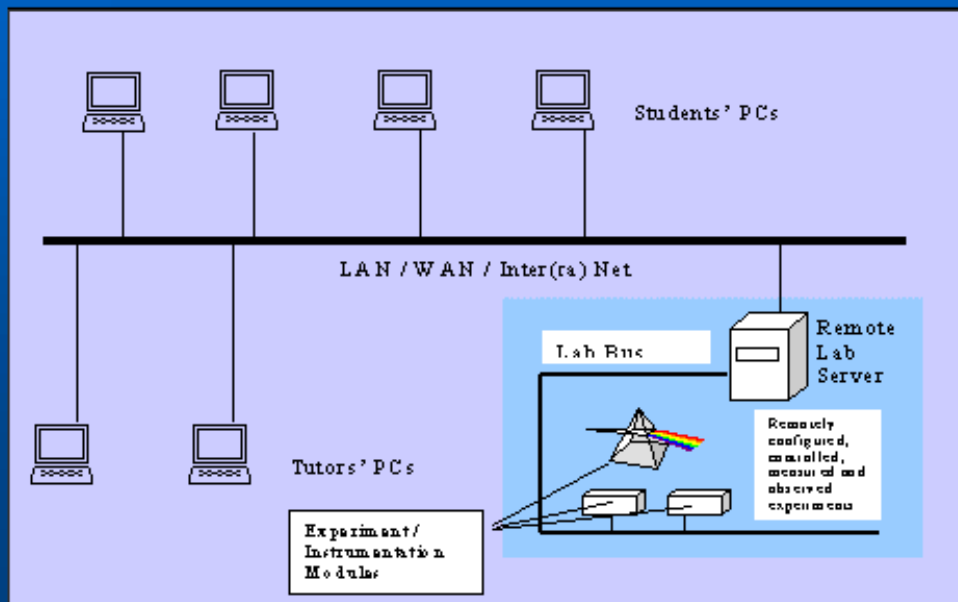 Students' PCs
LAN / WAN / Inter(ra) Net
Lab Bus
Remote
Lab
Server
Remotely
configured,
controlled,
measured and
observed
experiments
Tutors' PCs
Experiment/
Instrumentation
Modules